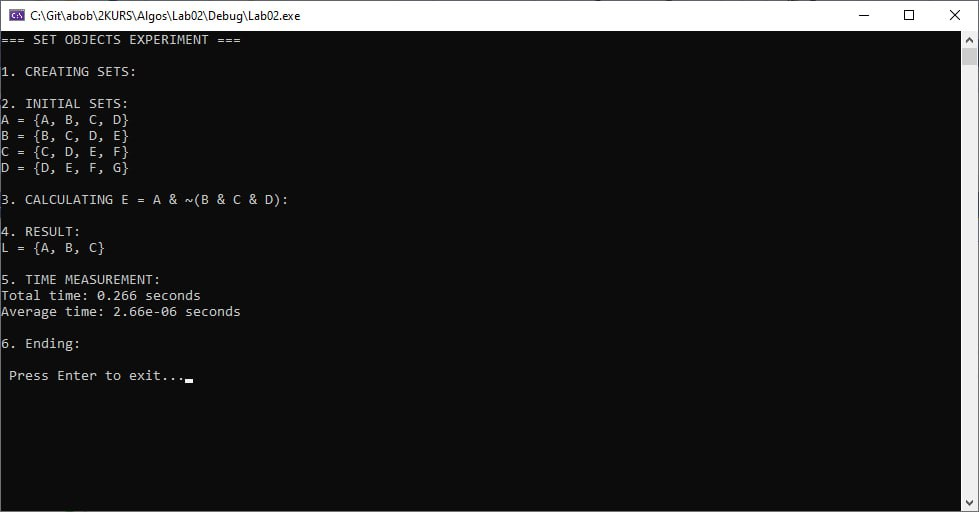 C:\Git\abob\2KURS\Algos\Lab02\Debug\Lab02.exe
=== SET OBJECTS EXPERIMENT ===
1. CREATING SETS:
2. INITIAL SETS:
A = {A, B, C, D}
B = {B, C, D, E}
C = {C, D, E, F}
D = {D, E, F, G}
3. CALCULATING E = A & ~(B & C & D):
4. RESULT:
L = {A, B, C}
5. TIME MEASUREMENT:
Total time: 0.266 seconds
Average time: 2.66e-06 seconds
6. Ending:
Press Enter to exit...